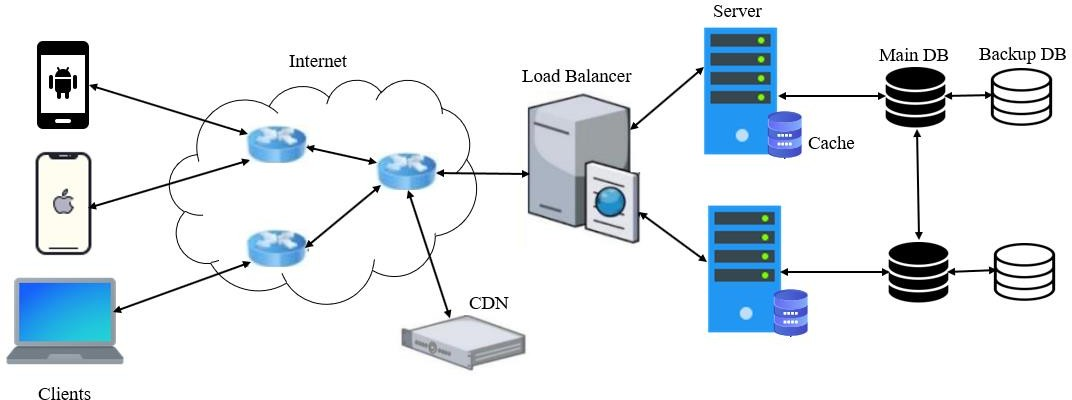 Server
Internet
Load Balancer
Main DB
Backup DB
Cache
CDN
Clients